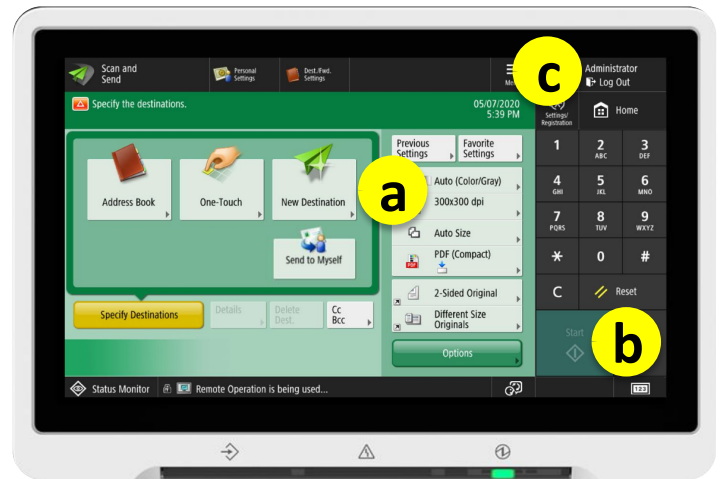 Scan and
Send
Personal
Settings
Dest./Fwd.
Settings
c
Administrator
Log Out
Specify the destinations.
05/07/2020
5:39 PM
Settings/
Registration
Home
Previous
Settings
Favorite
Settings
1
2
ABC
3
DEF
Address Book
One-Touch
New Destination
a
Auto (Color/Gray)
300x300 dpi
4
GHI
5
JKL
6
MNO
Auto Size
7
PQRS
8
TUV
9
WXYZ
Send to Myself
PDF
PDF (Compact)
*
0
#
2-Sided Original
C
Reset
Specify Destinations
Details
Delete
Dest.
Cc
Bcc
Different Size
Originals
Start
b
Options
Status Monitor
Remote Operation is being used...
123